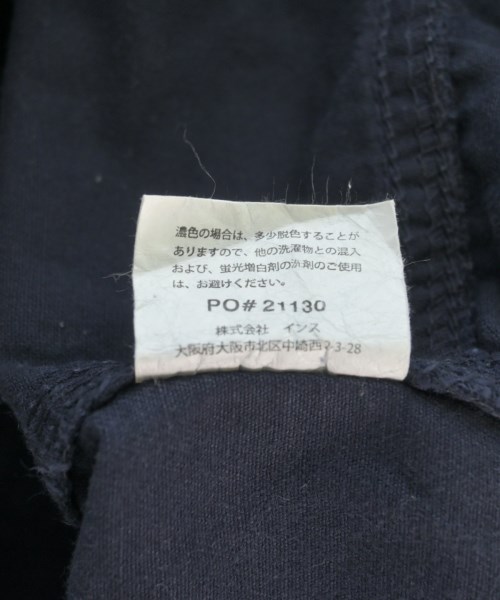 濃色の場合は、多少脱色することが
ありますので、他の洗濯物との混入
および、蛍光増白剤の洗剤のご使用
は、お避けください。
PO# 21130
株式会社 インス
大阪府大阪市北区中崎西2-3-28